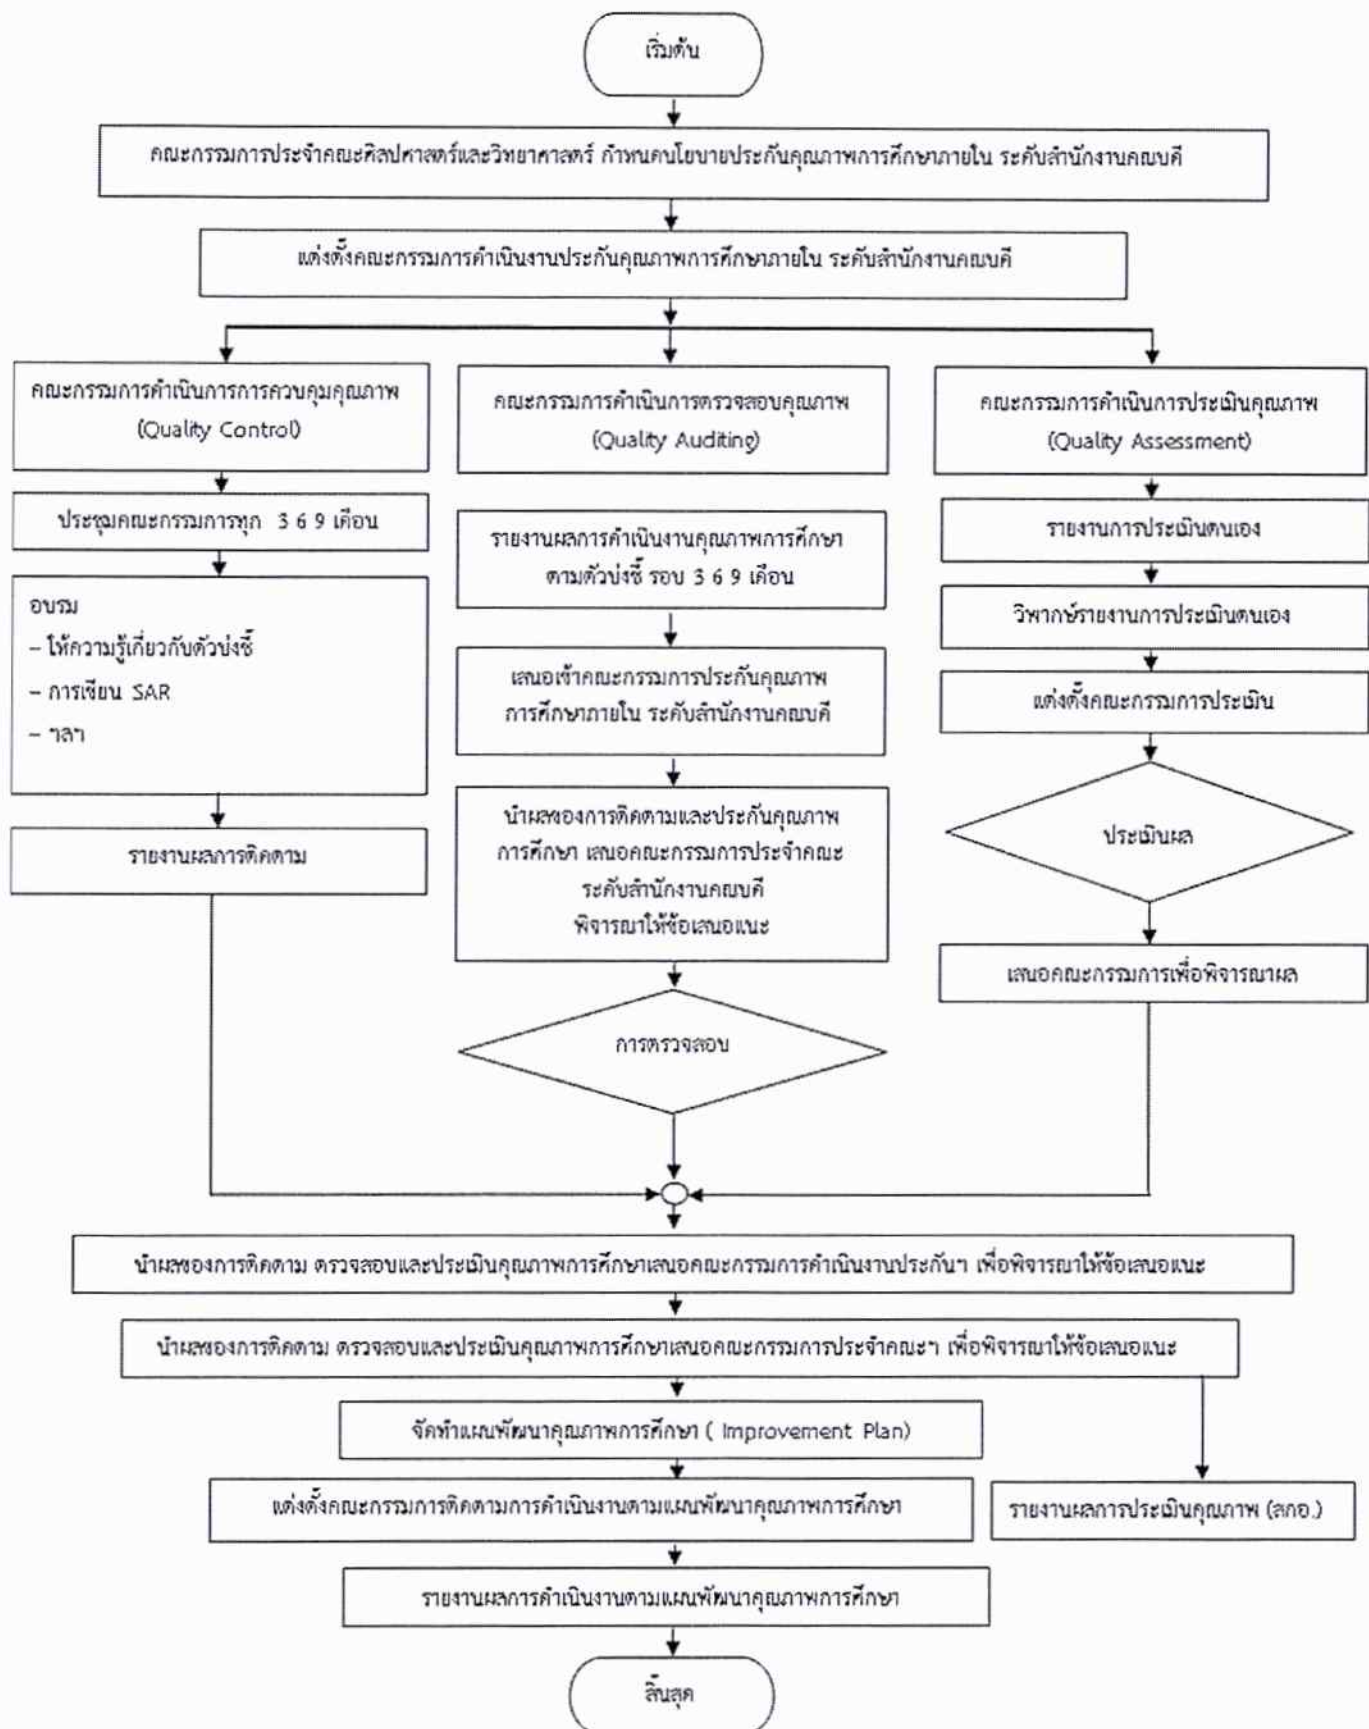 เริ่มต้น
คณะกรรมการประจำคณะศิลปศาสตร์และวิทยาศาสตร์ กำหนดนโยบายประกันคุณภาพการศึกษาภายใน ระดับสำนักงานคณบดี
แต่งตั้งคณะกรรมการดำเนินงานประกันคุณภาพการศึกษาภายใน ระดับสำนักงานคณบดี
คณะกรรมการดำเนินการการควบคุมคุณภาพ
(Quality Control)
ประชุมคณะกรรมการทุก 3 6 9 เดือน
อบรม
– ให้ความรู้เกี่ยวกับตัวบ่งชี้
– การเขียน SAR
– ฯลฯ
รายงานผลการติดตาม
คณะกรรมการดำเนินการตรวจสอบคุณภาพ
(Quality Auditing)
รายงานผลการดำเนินงานคุณภาพการศึกษา
ตามตัวบ่งชี้ รอบ 3 6 9 เดือน
เสนอเข้าคณะกรรมการประกันคุณภาพ
การศึกษาภายใน ระดับสำนักงานคณบดี
นำผลของการติดตามและประกันคุณภาพ
การศึกษา เสนอคณะกรรมการประจำคณะ
ระดับสำนักงานคณบดี
พิจารณาให้ข้อเสนอแนะ
การตรวจสอบ
คณะกรรมการดำเนินการประเมินคุณภาพ
(Quality Assessment)
รายงานการประเมินตนเอง
วิพากษ์รายงานการประเมินตนเอง
แต่งตั้งคณะกรรมการประเมิน
ประเมินผล
เสนอคณะกรรมการเพื่อพิจารณาผล
นำผลของการติดตาม ตรวจสอบและประเมินคุณภาพการศึกษาเสนอคณะกรรมการดำเนินงานประกันฯ เพื่อพิจารณาให้ข้อเสนอแนะ
นำผลของการติดตาม ตรวจสอบและประเมินคุณภาพการศึกษาเสนอคณะกรรมการประจำคณะฯ เพื่อพิจารณาให้ข้อเสนอแนะ
จัดทำแผนพัฒนาคุณภาพการศึกษา ( Improvement Plan)
แต่งตั้งคณะกรรมการติดตามการดำเนินงานตามแผนพัฒนาคุณภาพการศึกษา
รายงานผลการประเมินคุณภาพ (สกอ.)
รายงานผลการดำเนินงานตามแผนพัฒนาคุณภาพการศึกษา
สิ้นสุด